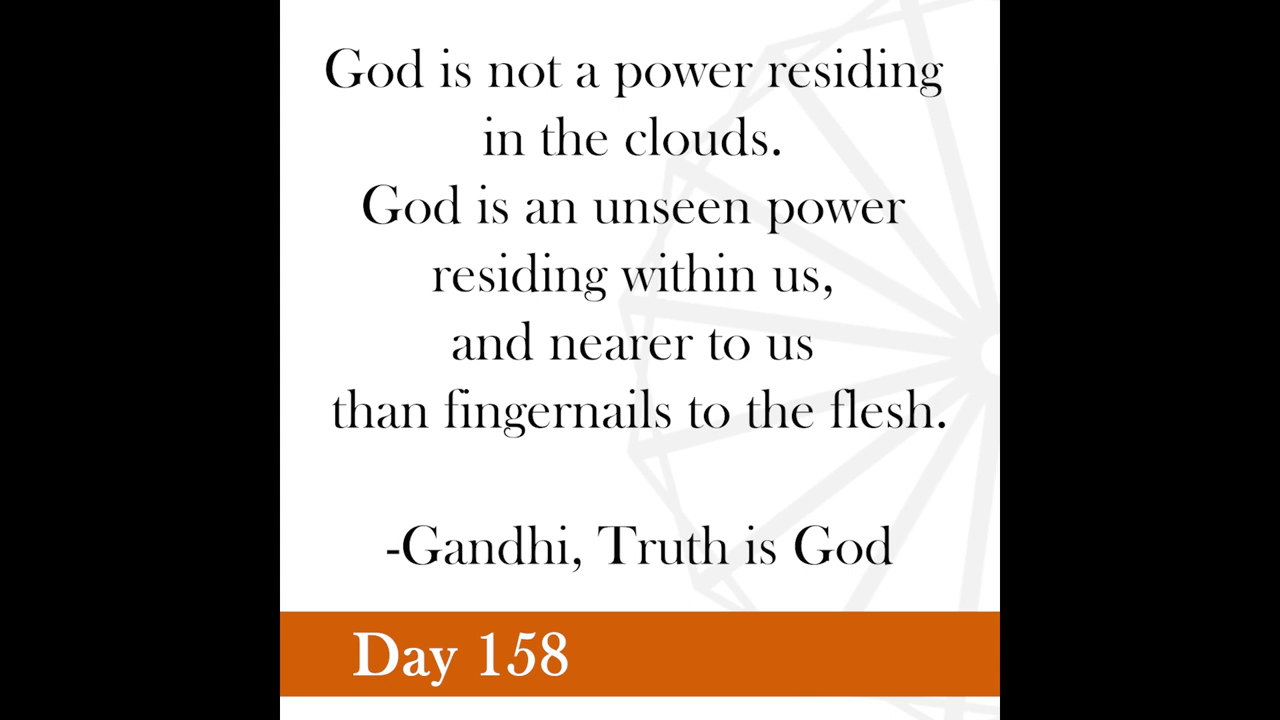 God is not a power residing
in the clouds.
God is an unseen power
residing within us,
and nearer to us
than fingernails to the flesh.
-Gandhi, Truth is God
Day 158